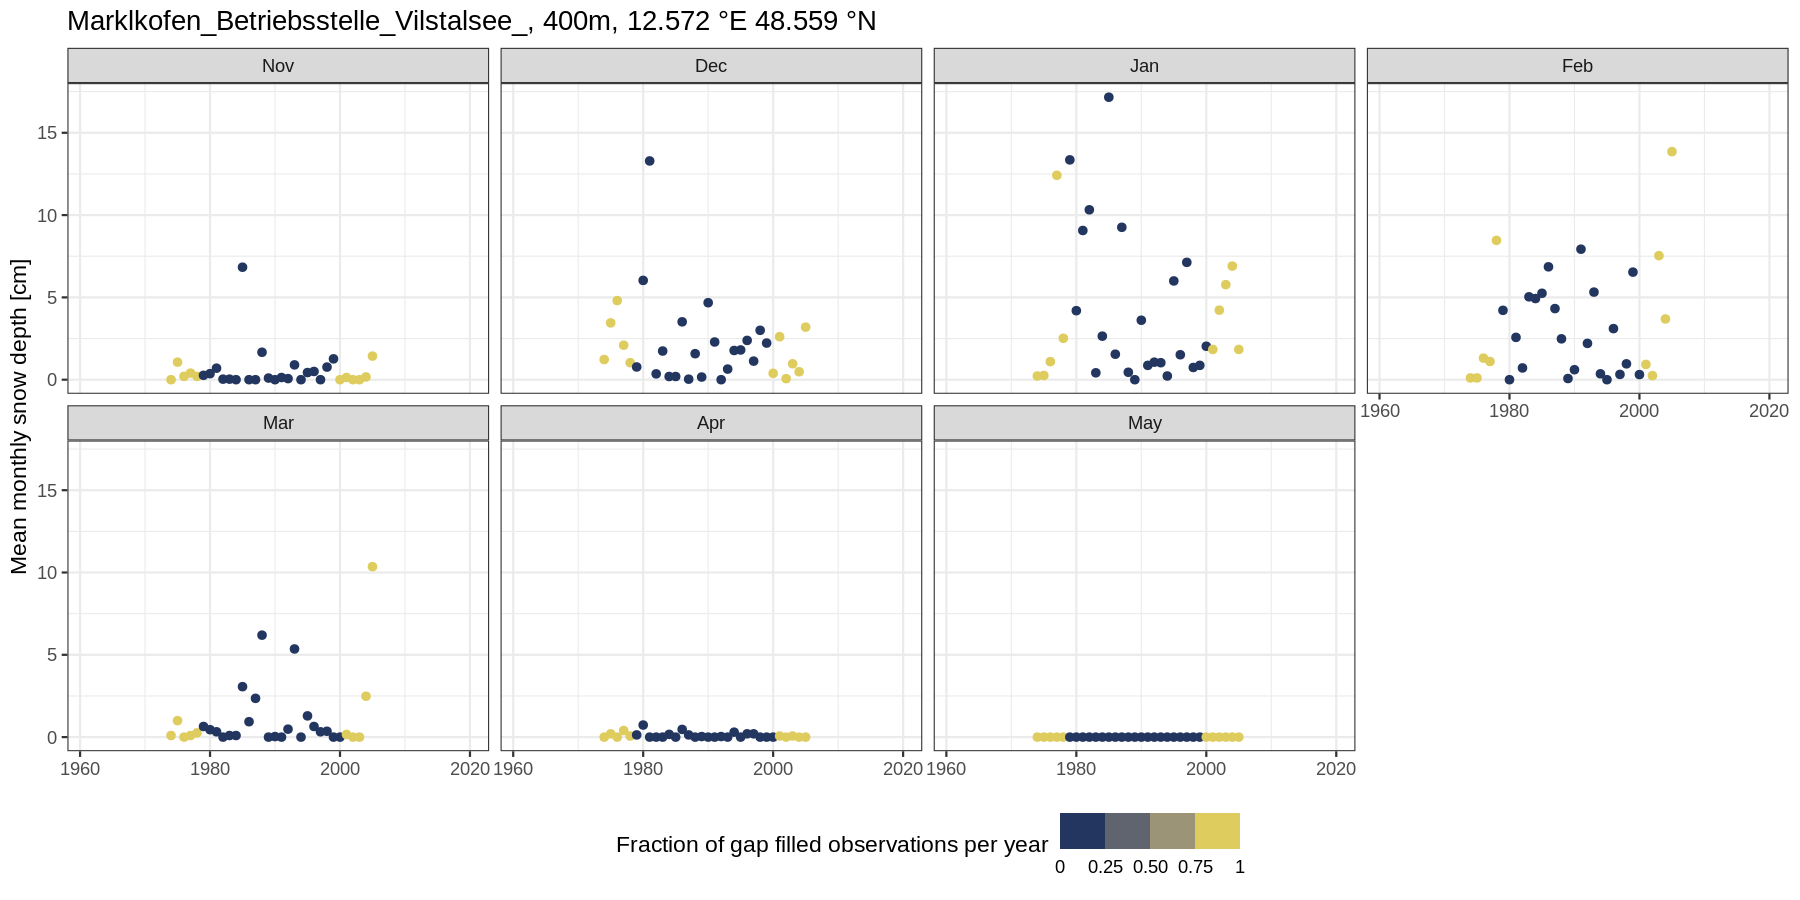 Marklkofen_Betriebsstelle_Vilstalsee_, 400m, 12.572 °E 48.559 °N
Nov
Dec
Jan
Feb
15
10
5
0
1960 1980 2000 2020
Mean monthly snow depth [cm]
Mar
Apr
May
15
10
5
0
1960 1980 2000 2020 1960 1980 2000 2020 1960 1980 2000 2020
Fraction of gap filled observations per year
0 0.25 0.50 0.75 1